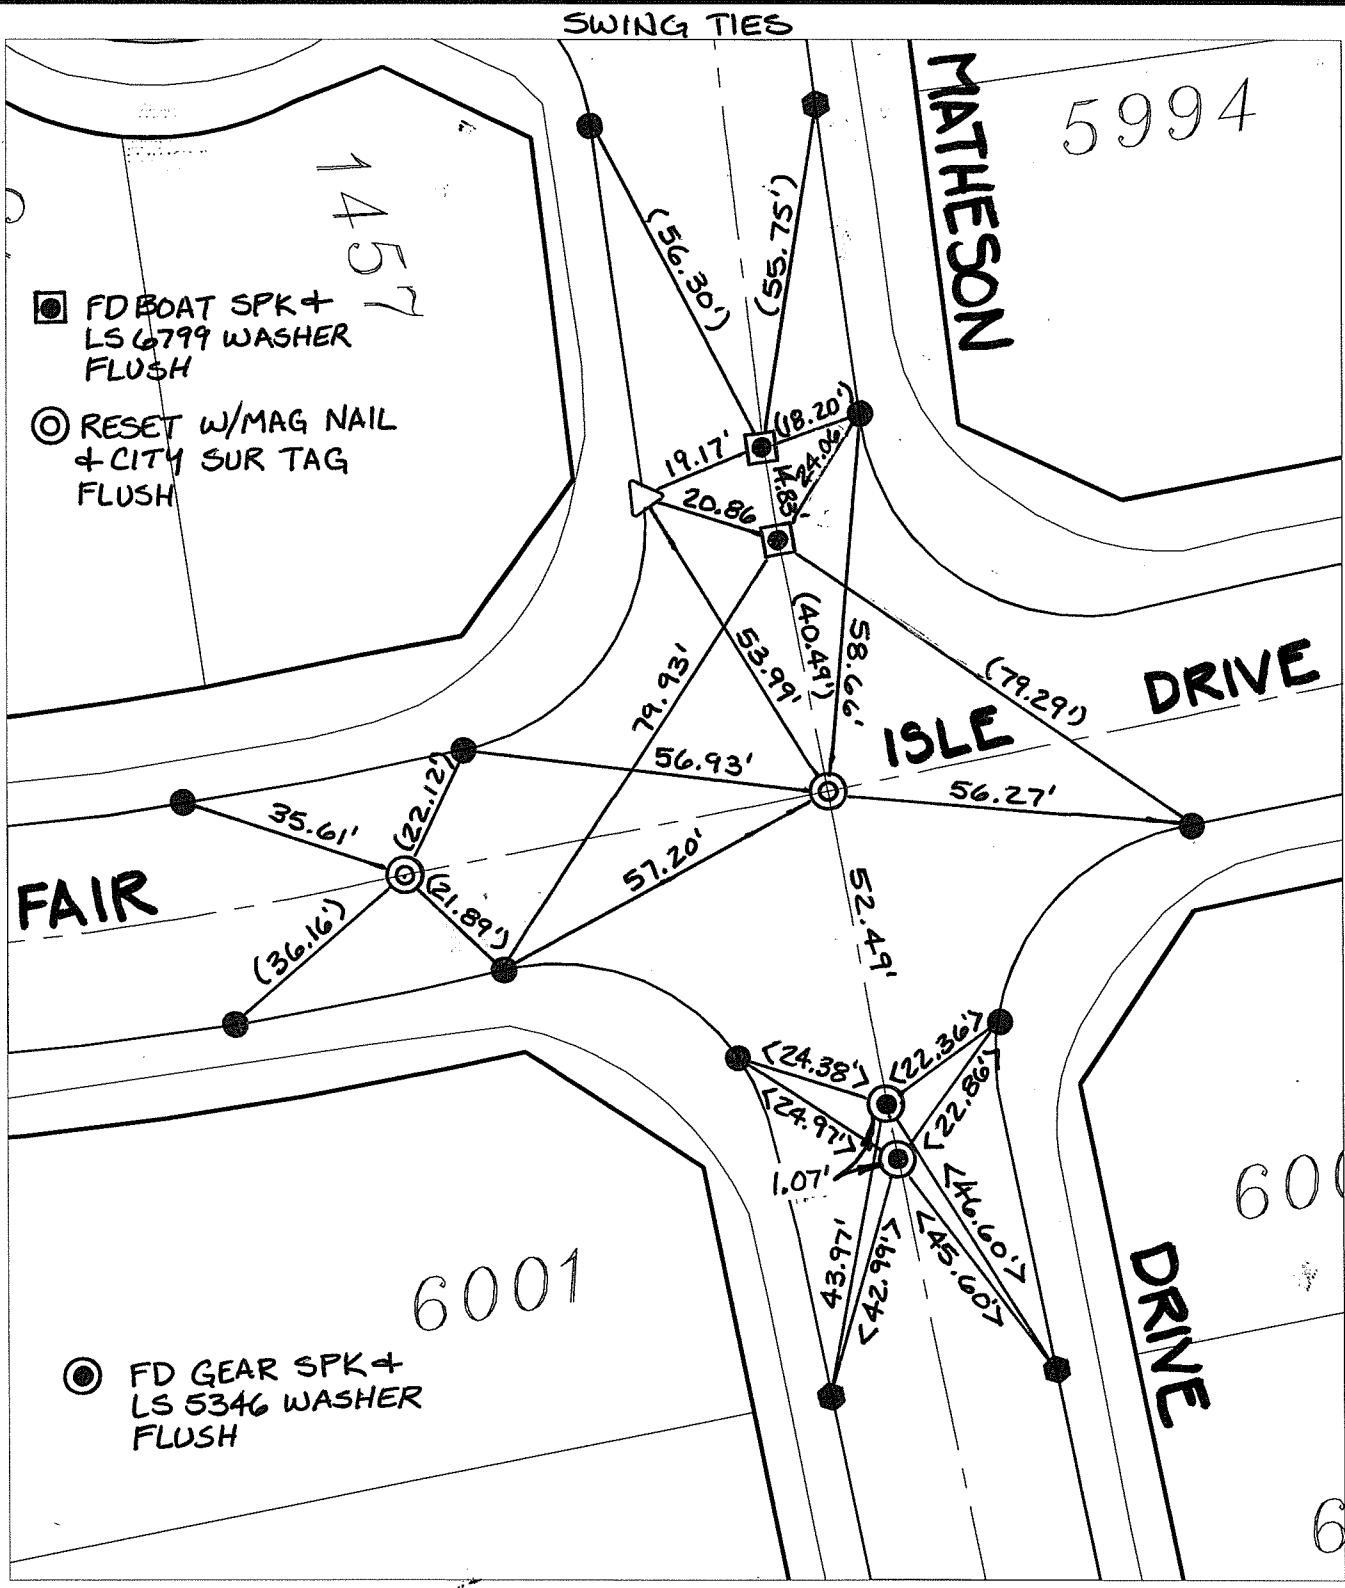 SWING TIES
MATHESON
5994
1457
FD BOAT SPK &
LS 6799 WASHER
FLUSH
RESET W/MAG NAIL
& CITY SUR TAG
FLUSH
(56.30')
(55.75')
(18.20')
19.17'
24.06
20.86
14.83'
(40.49')
53.99'
58.66'
79.93'
(79.29')
ISLE
DRIVE
56.93'
56.27'
35.61'
(22.12')
57.20'
FAIR
(36.16')
(21.89')
52.49'
<24.38'>
<22.36'>
<24.97'>
<22.86'>
1.07'
<46.60'>
<45.60'>
43.97'
<42.99'>
6001
DRIVE
FD GEAR SPK &
LS 5346 WASHER
FLUSH